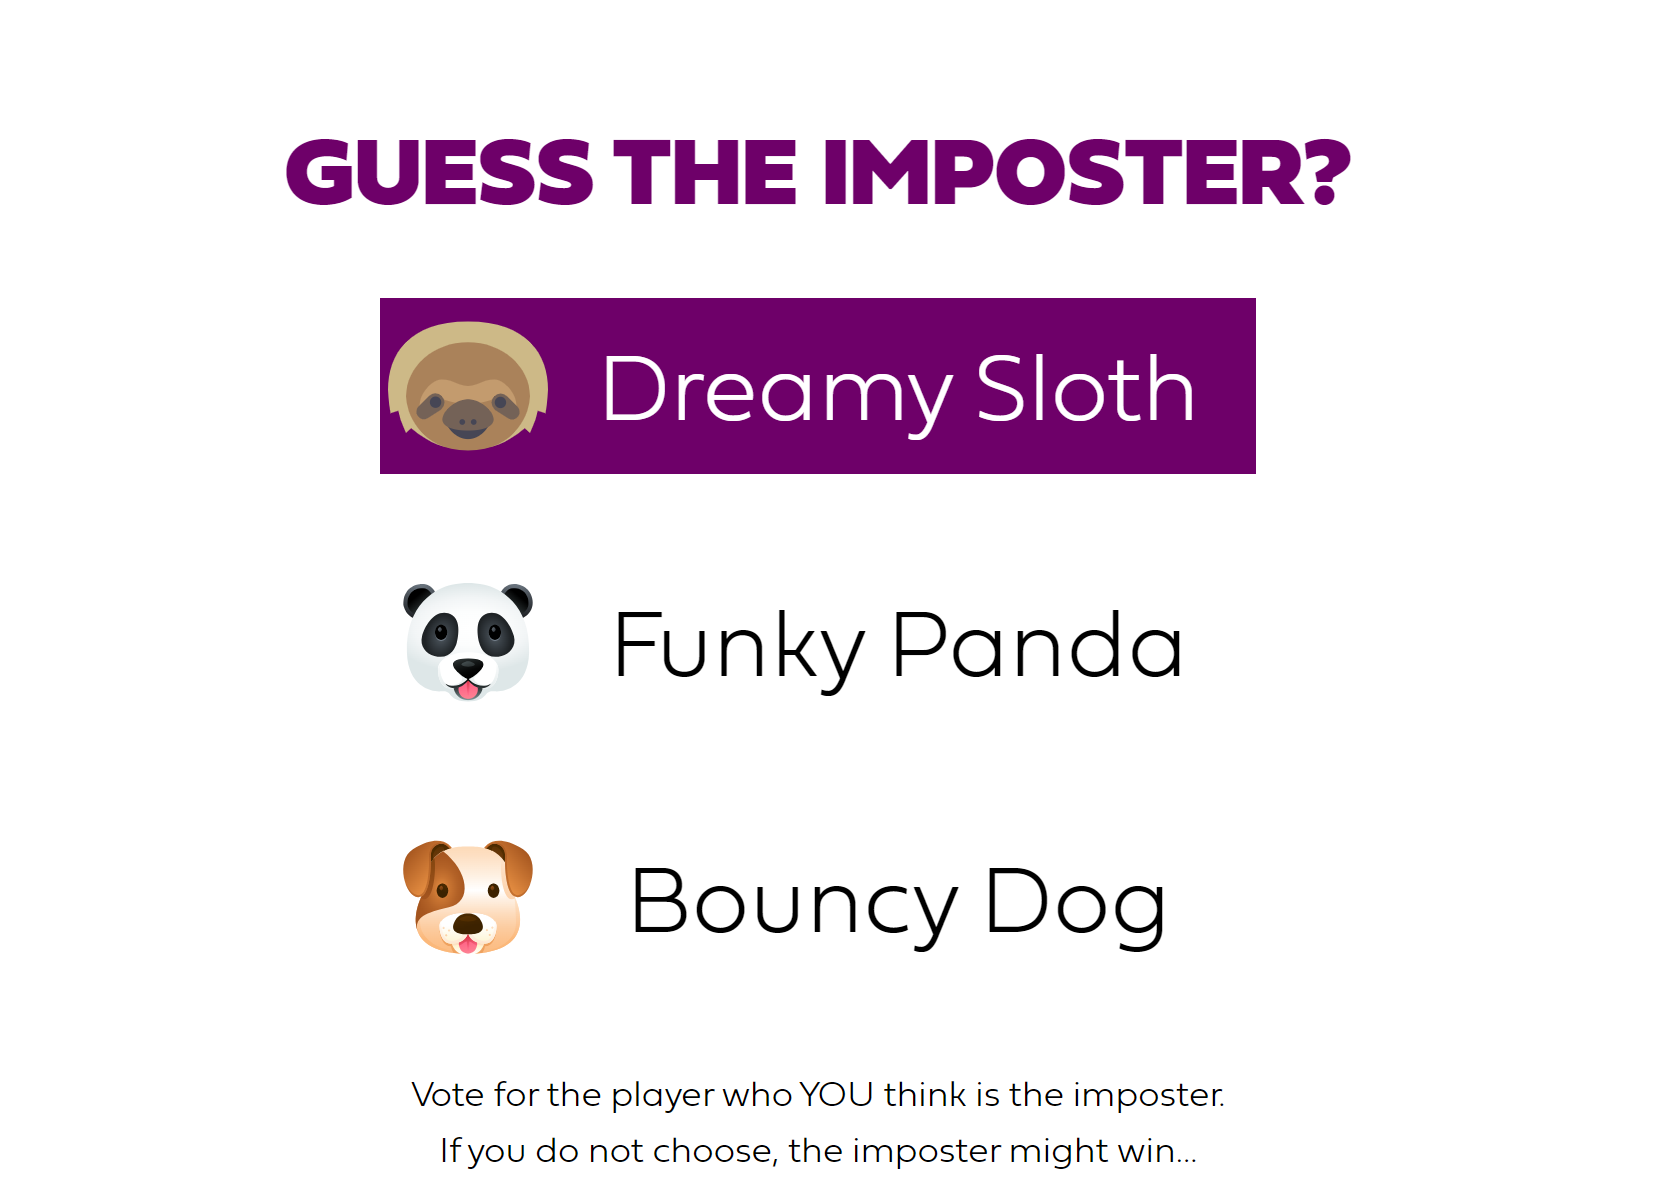 GUESS THE IMPOSTER?
Dreamy Sloth
Funky Panda
Bouncy Dog
Vote for the player who YOU think is the imposter.
If you do not choose, the imposter might win...